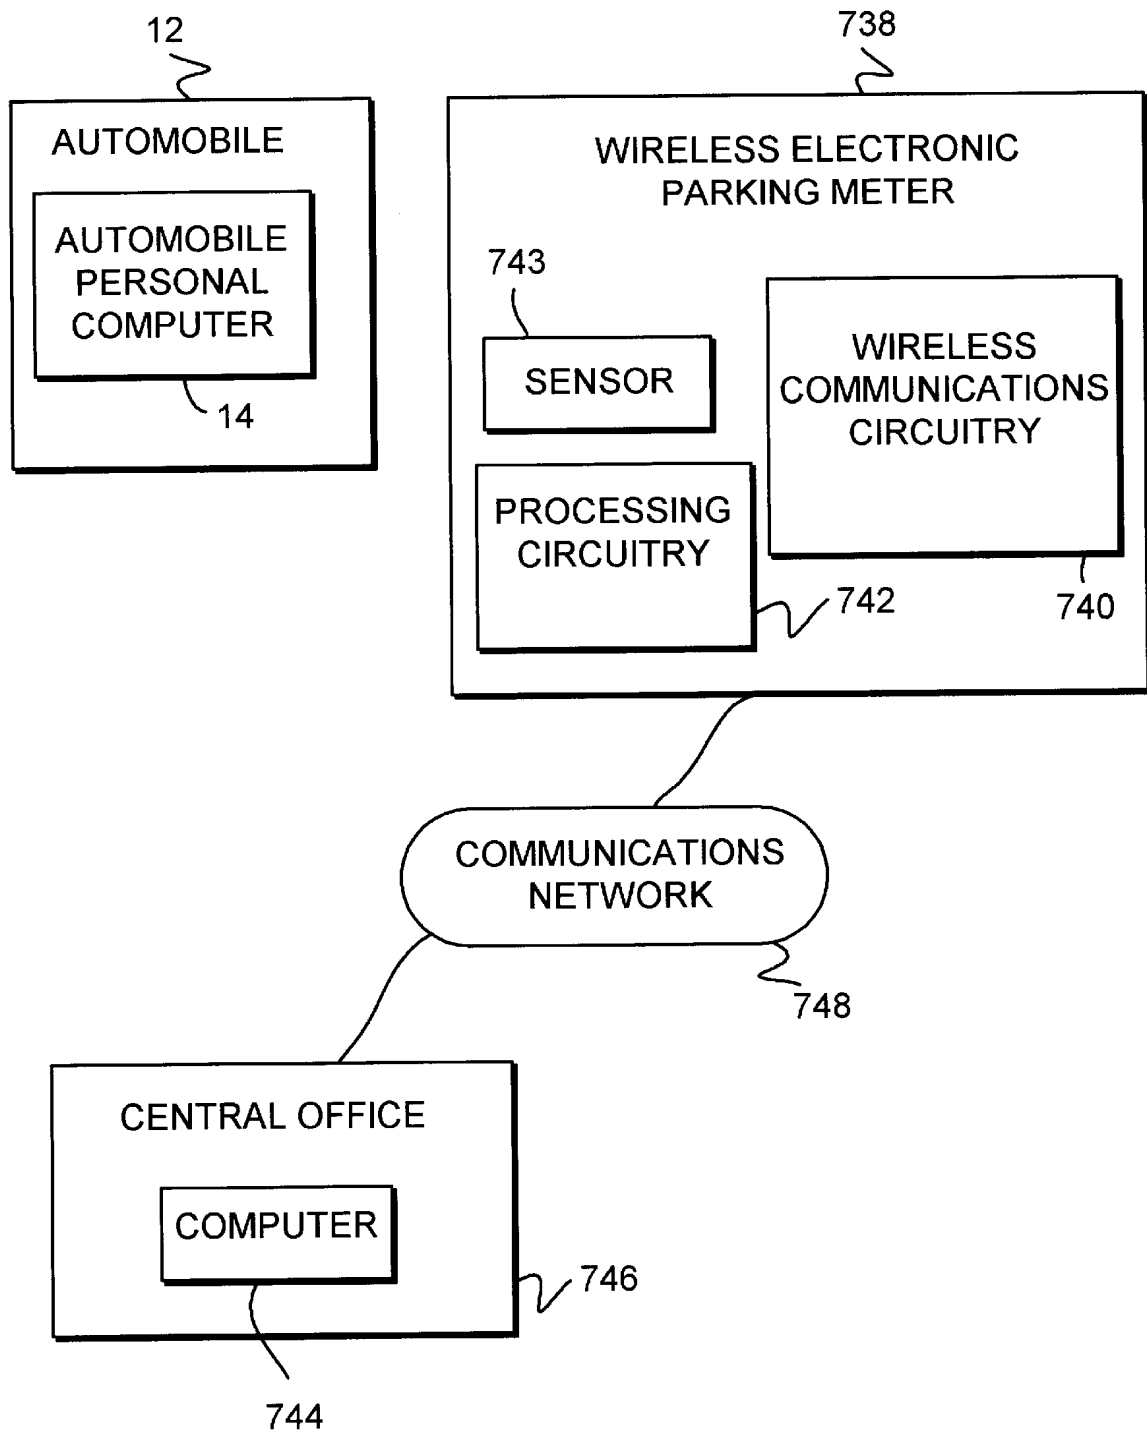 12
738
AUTOMOBILE
AUTOMOBILE
PERSONAL
COMPUTER
14
WIRELESS ELECTRONIC
PARKING METER
743
SENSOR
WIRELESS
COMMUNICATIONS
CIRCUITRY
PROCESSING
CIRCUITRY
742
740
COMMUNICATIONS
NETWORK
748
CENTRAL OFFICE
COMPUTER
746
744